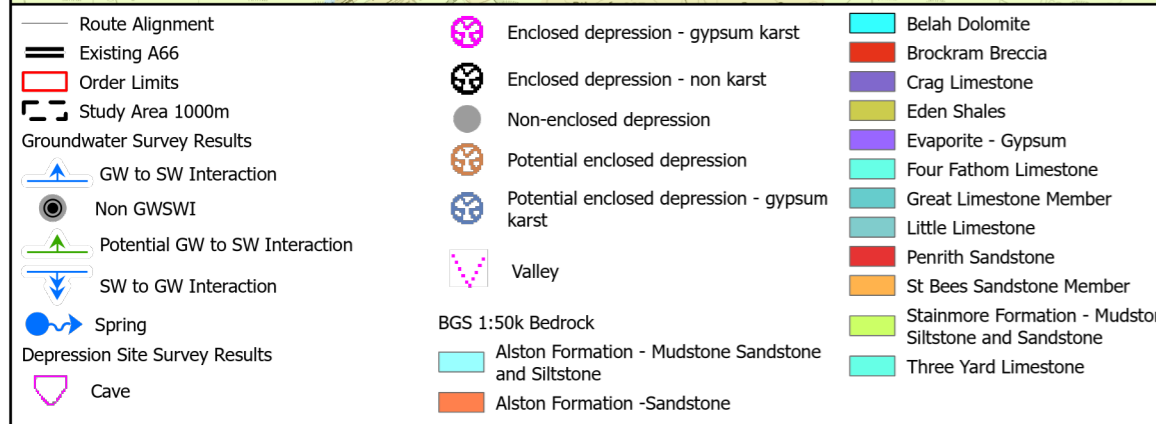 Route Alignment
Existing A66
Order Limits
Study Area 1000m
Groundwater Survey Results
GW to SW Interaction
Non GWSWI
Potential GW to SW Interaction
SW to GW Interaction
Spring
Depression Site Survey Results
Cave
Enclosed depression - gypsum karst
Enclosed depression - non karst
Non-enclosed depression
Potential enclosed depression
Potential enclosed depression - gypsum
karst
Valley
BGS 1:50k Bedrock
Alston Formation - Mudstone Sandstone
and Siltstone
Alston Formation -Sandstone
Belah Dolomite
Brockram Breccia
Crag Limestone
Eden Shales
Evaporite - Gypsum
Four Fathom Limestone
Great Limestone Member
Little Limestone
Penrith Sandstone
St Bees Sandstone Member
Stainmore Formation - Mudston
Siltstone and Sandstone
Three Yard Limestone